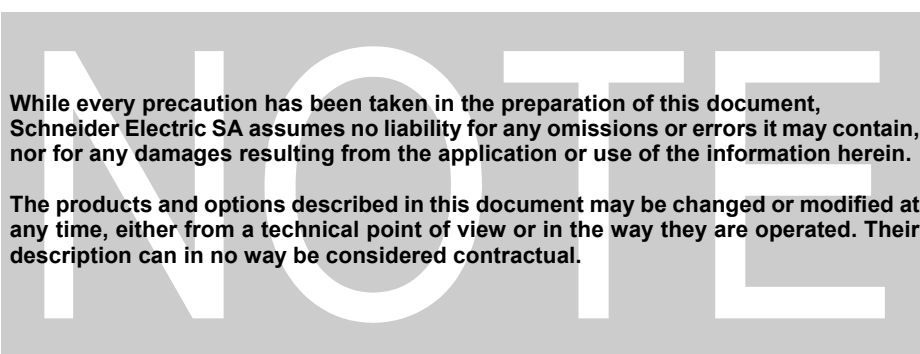 NOTE
While every precaution has been taken in the preparation of this document,
Schneider Electric SA assumes no liability for any omissions or errors it may contain,
nor for any damages resulting from the application or use of the information herein.
The products and options described in this document may be changed or modified at
any time, either from a technical point of view or in the way they are operated. Their
description can in no way be considered contractual.